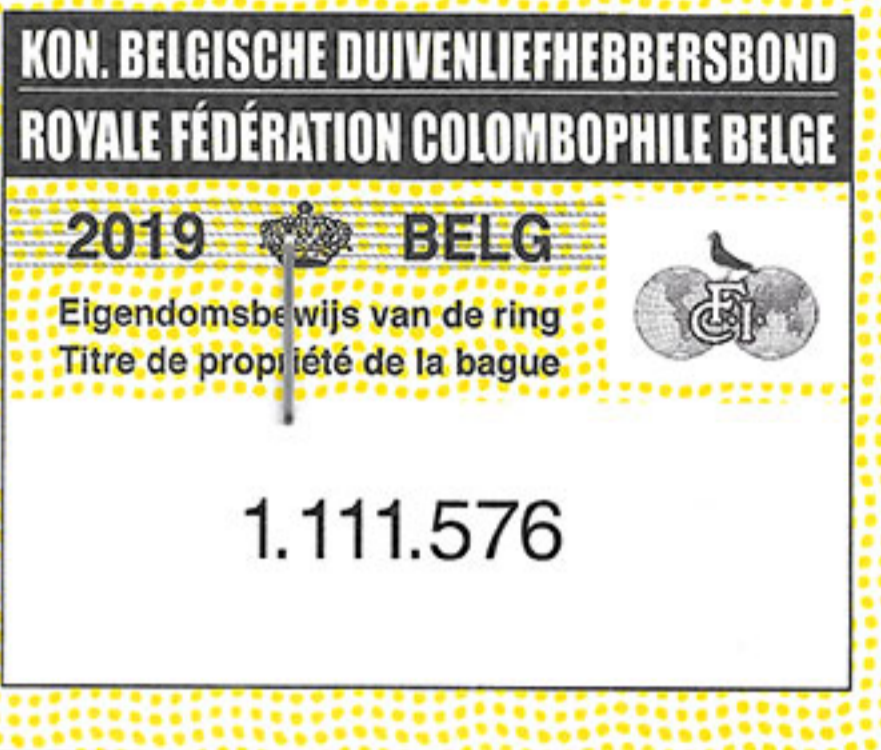 KON. BELGISCHE DUIVENLIEFHEBBERSBOND
ROYALE FÉDÉRATION COLOMBOPHILE BELGE
2019 BELG
Eigendomsbewijs van de ring
Titre de propriété de la bague
FCI
1.111.576